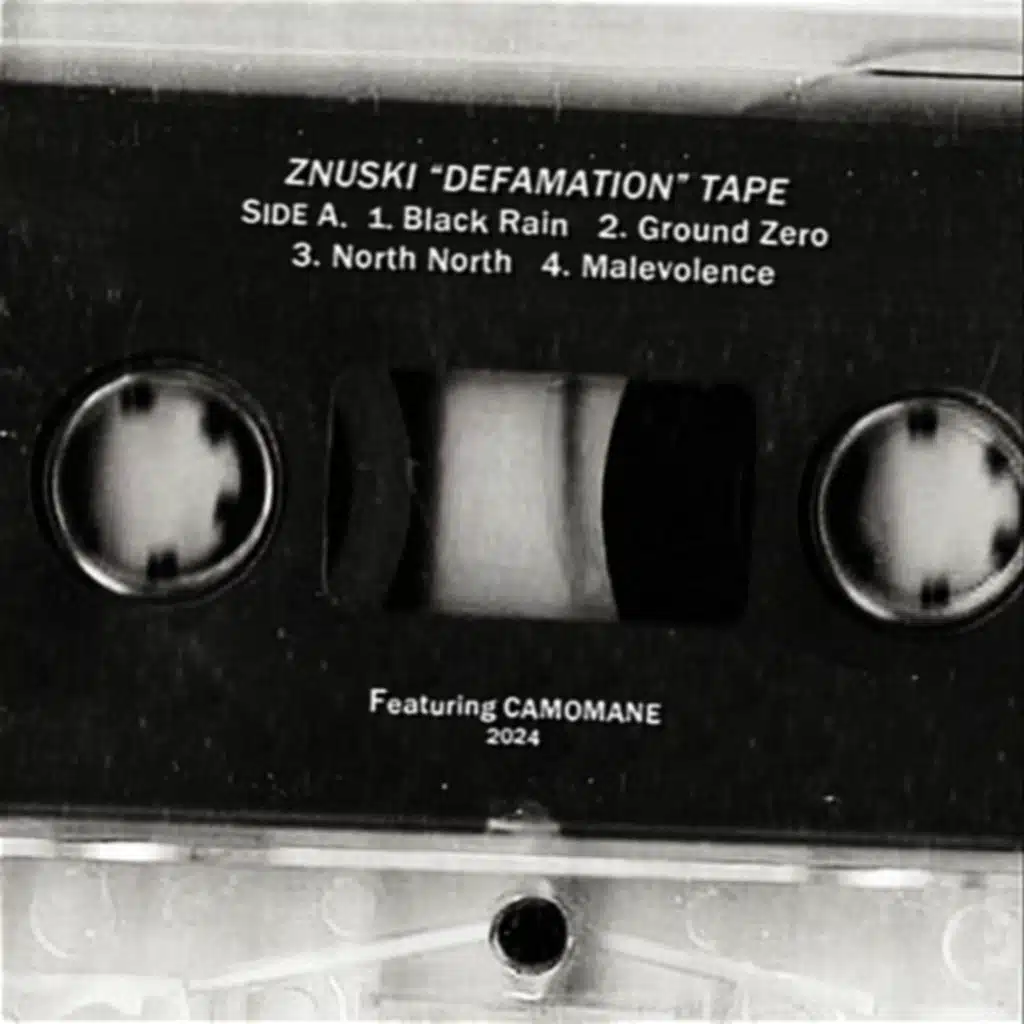 ZNUSKI "DEFAMATION" TAPE
SIDE A. 1. Black Rain 2. Ground Zero
3. North North 4. Malevolence
Featuring CAMOMANE
2024